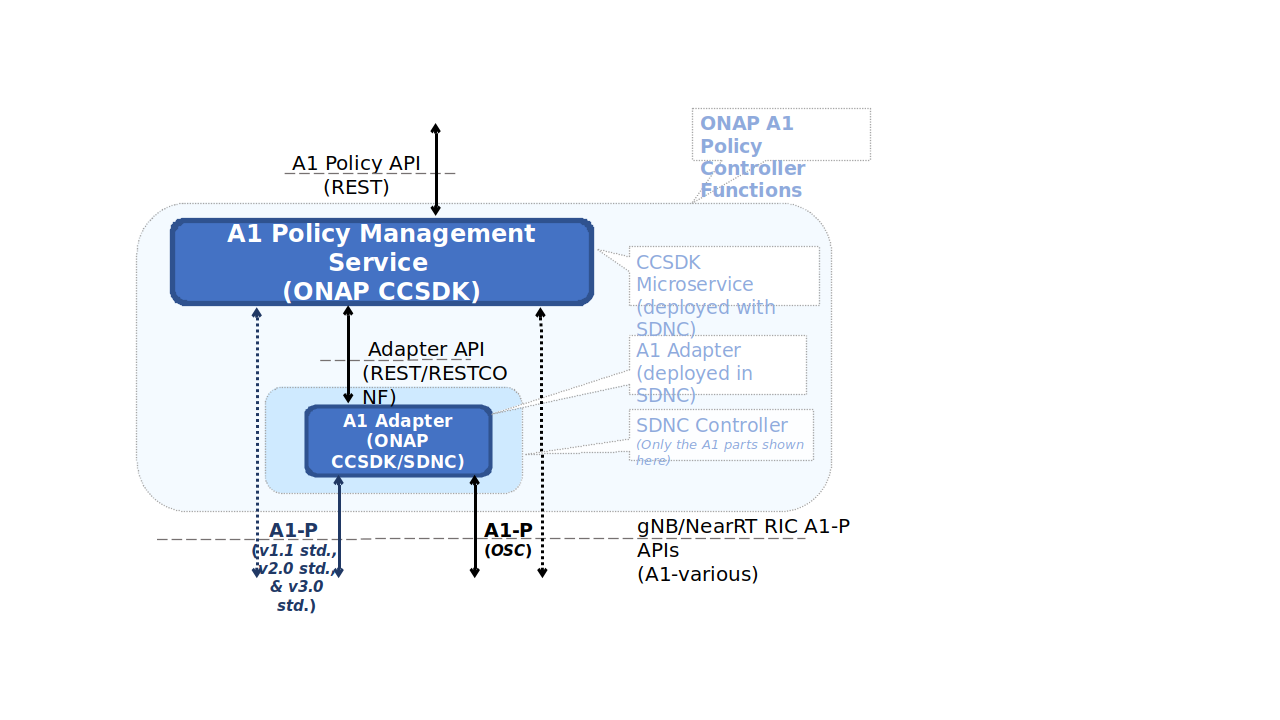 ONAP A1
Policy
Controller
Functions
A1 Policy API
(REST)
A1 Policy Management
Service
(ONAP CCSDK)
CCSDK
Microservice
(deployed with
SDNC)
Adapter API
(REST/RESTCO
NF)
A1 Adapter
(deployed in
SDNC)
A1 Adapter
(ONAP
CCSDK/SDNC)
SDNC Controller
(Only the A1 parts shown
here)
A1-P
(v1.1 std.,
v2.0 std.,
& v3.0
std.)
A1-P
(OSC)
gNB/NearRT RIC A1-P
APIs
(A1-various)